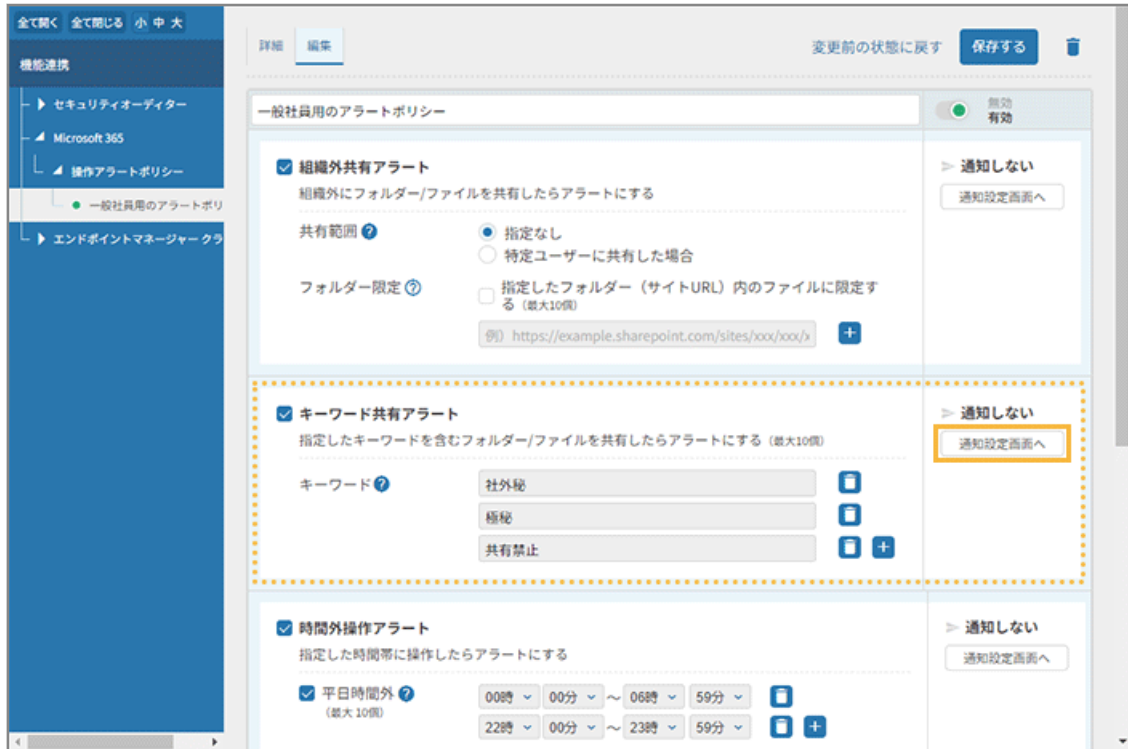 全て開く 全て閉じる 小 中 大
機能連携
セキュリティオーディター
Microsoft 365
操作アラートポリシー
一般社員用のアラートポリ
エンドポイントマネージャー クラ
詳細 編集 変更前の状態に戻す 保存する
一般社員用のアラートポリシー
無効
有効
組織外共有アラート
組織外にフォルダー/ファイルを共有したらアラートにする
通知しない
通知設定画面へ
共有範囲 ?
指定なし
特定ユーザーに共有した場合
フォルダー限定 ?
指定したフォルダー（サイトURL）内のファイルに限定す
る（最大10個）
例）https://example.sharepoint.com/sites/xxx/xxx/x
キーワード共有アラート
指定したキーワードを含むフォルダー/ファイルを共有したらアラートにする（最大10個）
通知しない
通知設定画面へ
キーワード ?
社外秘
極秘
共有禁止
時間外操作アラート
指定した時間帯に操作したらアラートにする
通知しない
通知設定画面へ
平日時間外 ?
（最大 10個）
00時 00分 ～ 06時 59分
22時 00分 ～ 23時 59分